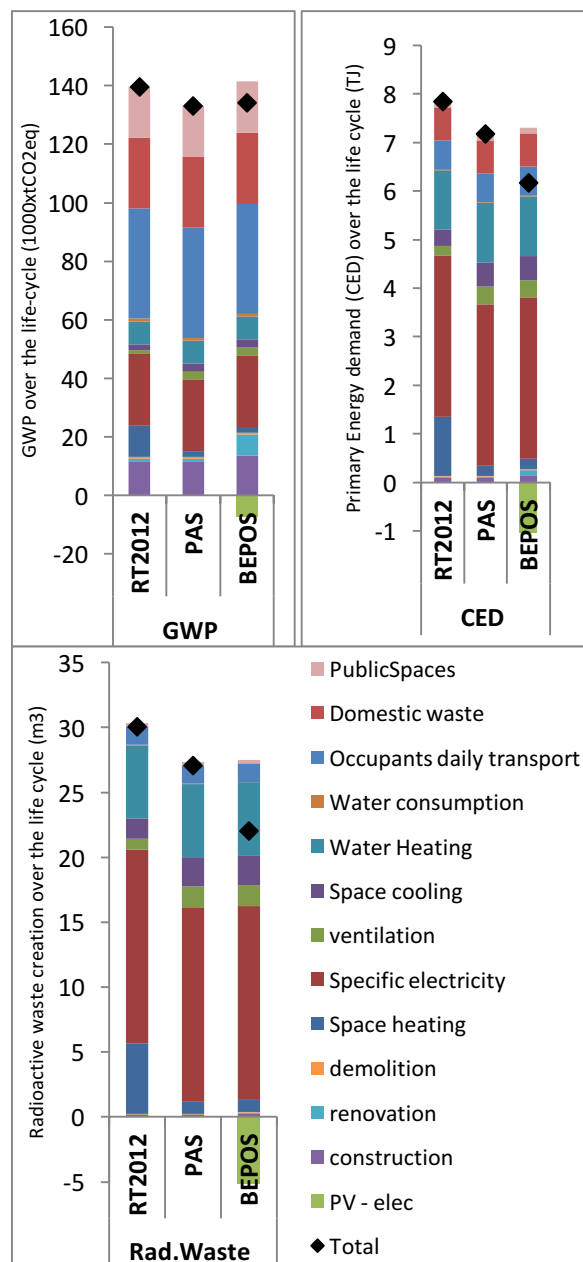 GWP over the life-cycle (1000xtCO2eq)
160
140
120
100
80
60
40
20
0
-20
RT2012
PAS
BEPOS
GWP
Primary Energy demand (CED) over the life cycle (TJ)
9
8
7
6
5
4
3
2
1
0
-1
RT2012
PAS
BEPOS
CED
Radioactive waste creation over the life cycle (m3)
35
30
25
20
15
10
5
0
-5
RT2012
PAS
BEPOS
Rad.Waste
PublicSpaces
Domestic waste
Occupants daily transport
Water consumption
Water Heating
Space cooling
ventilation
Specific electricity
Space heating
demolition
renovation
construction
PV - elec
Total